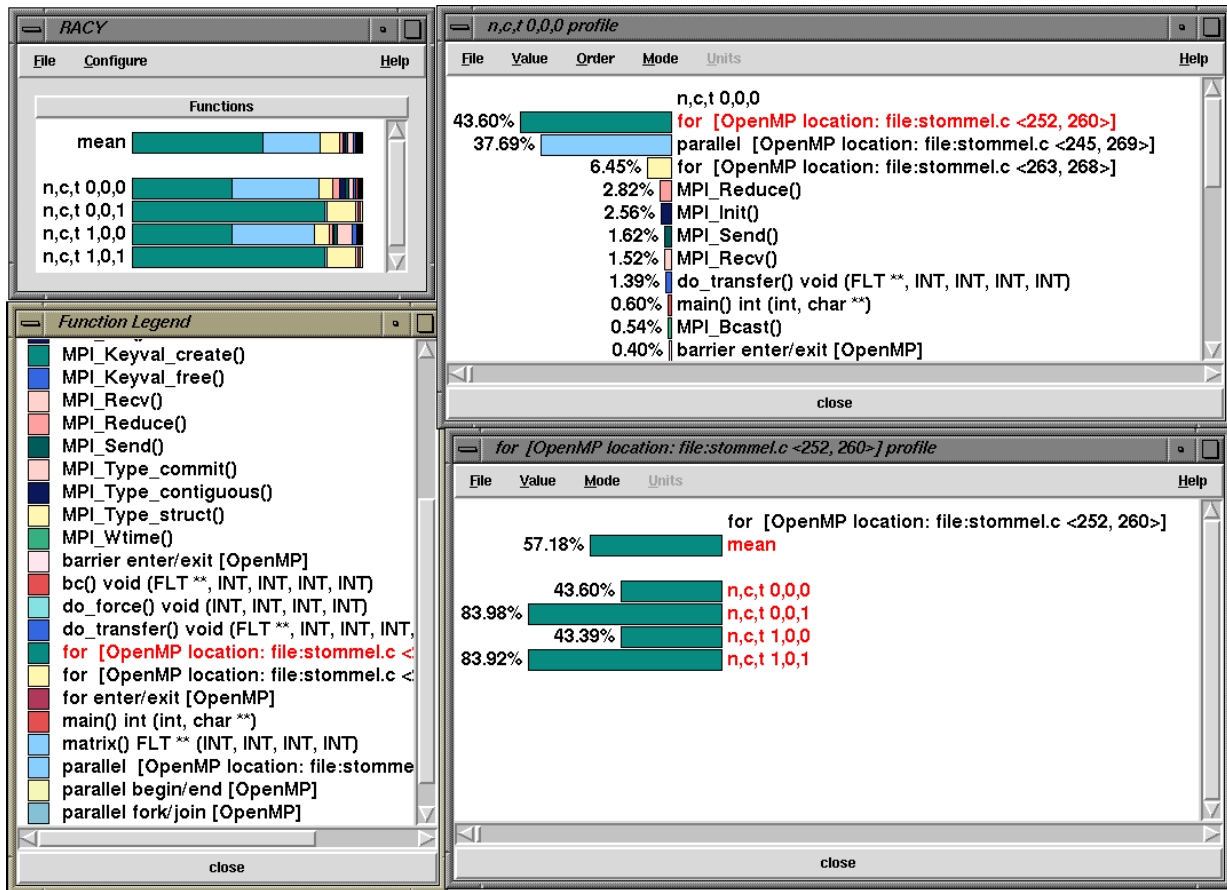 RACY
File Configure Help
Functions
mean
n,c,t 0,0,0
n,c,t 0,0,1
n,c,t 1,0,0
n,c,t 1,0,1
n,c,t 0,0,0 profile
File Value Order Mode Units Help
n,c,t 0,0,0
43.60% for [OpenMP location: file:stommel.c <252, 260>]
37.69% parallel [OpenMP location: file:stommel.c <245, 269>]
6.45% for [OpenMP location: file:stommel.c <263, 268>]
2.82% MPI_Reduce()
2.56% MPI_Init()
1.62% MPI_Send()
1.52% MPI_Recv()
1.39% do_transfer() void (FLT **, INT, INT, INT, INT)
0.60% main() int (int, char **)
0.54% MPI_Bcast()
0.40% barrier enter/exit [OpenMP]
close
Function Legend
MPI_Keyval_create()
MPI_Keyval_free()
MPI_Recv()
MPI_Reduce()
MPI_Send()
MPI_Type_commit()
MPI_Type_contiguous()
MPI_Type_struct()
MPI_Wtime()
barrier enter/exit [OpenMP]
bc() void (FLT **, INT, INT, INT, INT)
do_force() void (INT, INT, INT, INT)
do_transfer() void (FLT **, INT, INT, INT,
for [OpenMP location: file:stommel.c <2
for [OpenMP location: file:stommel.c <2
for enter/exit [OpenMP]
main() int (int, char **)
matrix() FLT ** (INT, INT, INT, INT)
parallel [OpenMP location: file:stomme
parallel begin/end [OpenMP]
parallel fork/join [OpenMP]
close
for [OpenMP location: file:stommel.c <252, 260>] profile
File Value Mode Units Help
for [OpenMP location: file:stommel.c <252, 260>]
57.18% mean
43.60% n,c,t 0,0,0
83.98% n,c,t 0,0,1
43.39% n,c,t 1,0,0
83.92% n,c,t 1,0,1
close